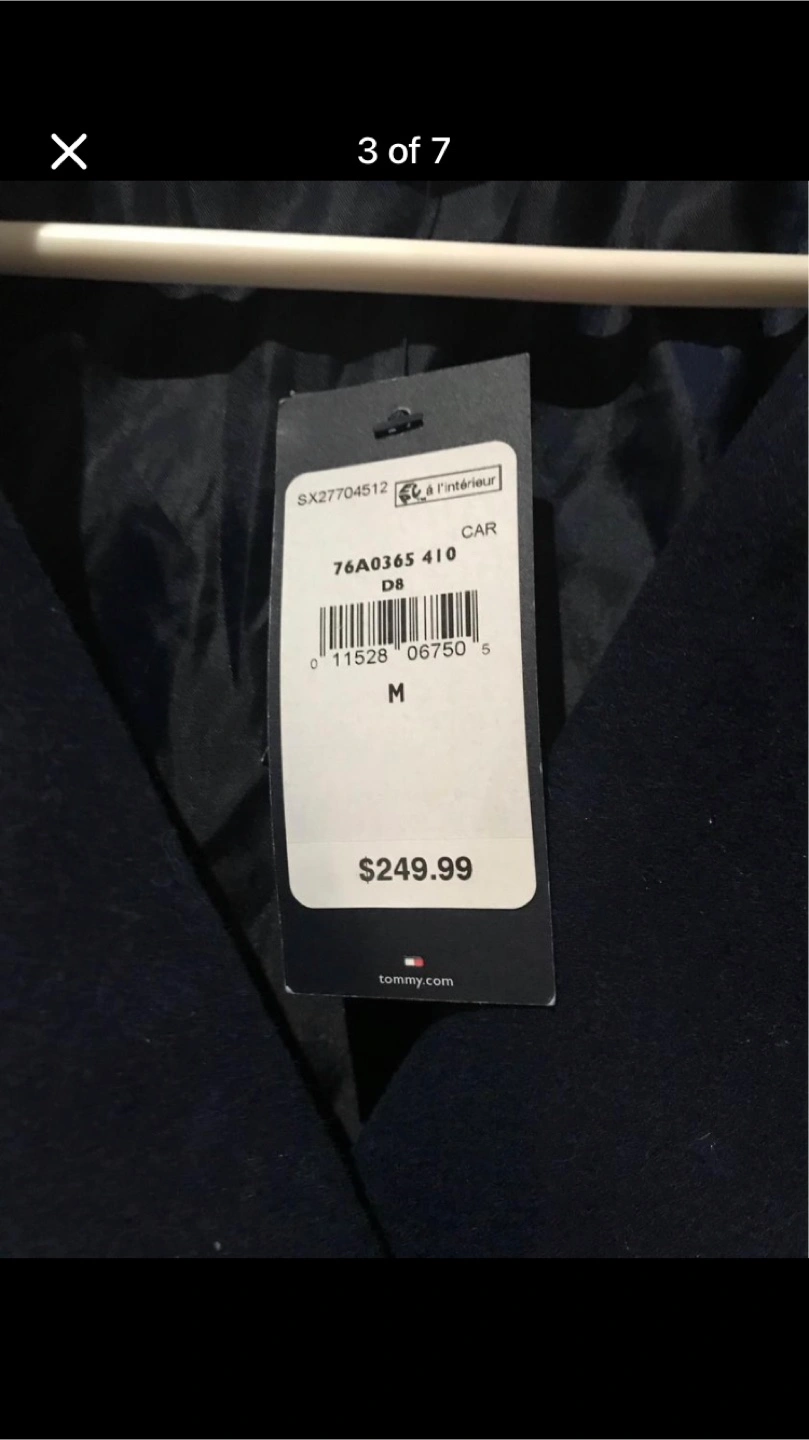 3 of 7
SX27704512 à l'intérieur
CAR
76A0365 410
D8
0 11528 06750 5
M
$249.99
tommy.com